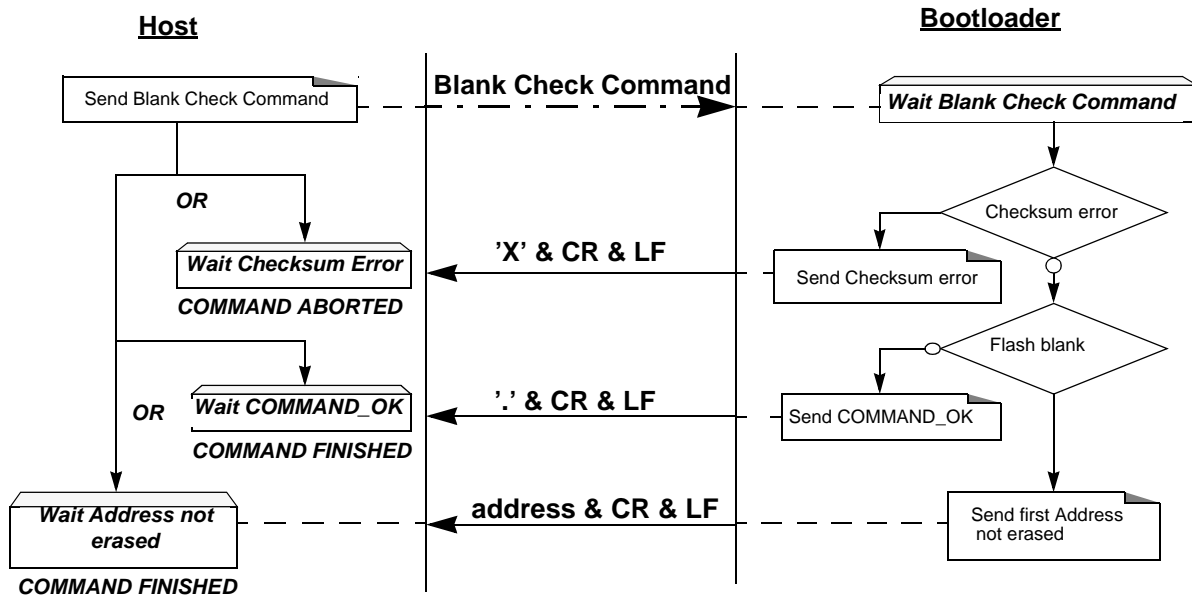 Host
Bootloader
Send Blank Check Command
Blank Check Command
Wait Blank Check Command
OR
Checksum error
Wait Checksum Error
’X’ & CR & LF
Send Checksum error
COMMAND ABORTED
Flash blank
OR
Wait COMMAND_OK
’.’ & CR & LF
Send COMMAND_OK
COMMAND FINISHED
Wait Address not
erased
address & CR & LF
Send first Address
not erased
COMMAND FINISHED